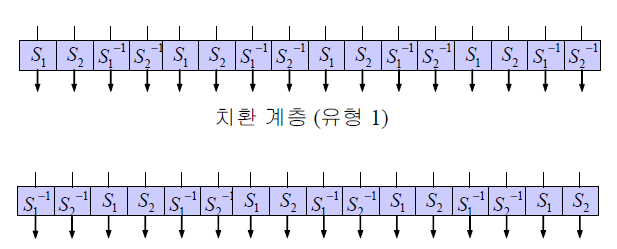 S₁ S₂ S₁⁻¹ S₂⁻¹ S₁ S₂ S₁⁻¹ S₂⁻¹ S₁ S₂ S₁⁻¹ S₂⁻¹ S₁ S₂ S₁⁻¹ S₂⁻¹
치환 계층 (유형 1)
S₁⁻¹ S₂⁻¹ S₁ S₂ S₁⁻¹ S₂⁻¹ S₁ S₂ S₁⁻¹ S₂⁻¹ S₁ S₂ S₁⁻¹ S₂⁻¹ S₁ S₂